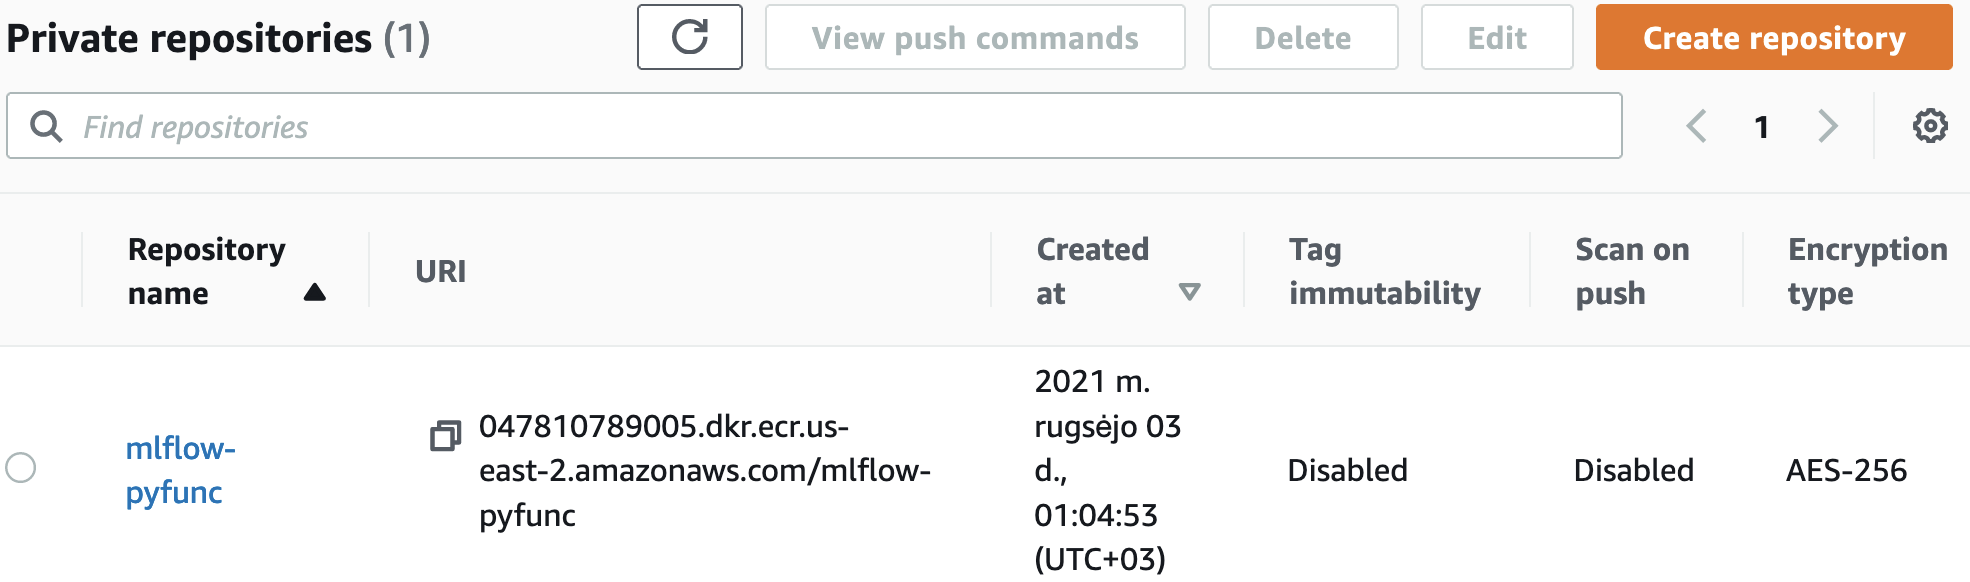 Private repositories (1)
View push commands
Delete
Edit
Create repository
Find repositories
1
Repository
name
URI
Created
at
Tag
immutability
Scan on
push
Encryption
type
mlflow-
pyfunc
047810789005.dkr.ecr.us-
east-2.amazonaws.com/mlflow-
pyfunc
2021 m.
rugsėjo 03
d.,
01:04:53
(UTC+03)
Disabled
Disabled
AES-256